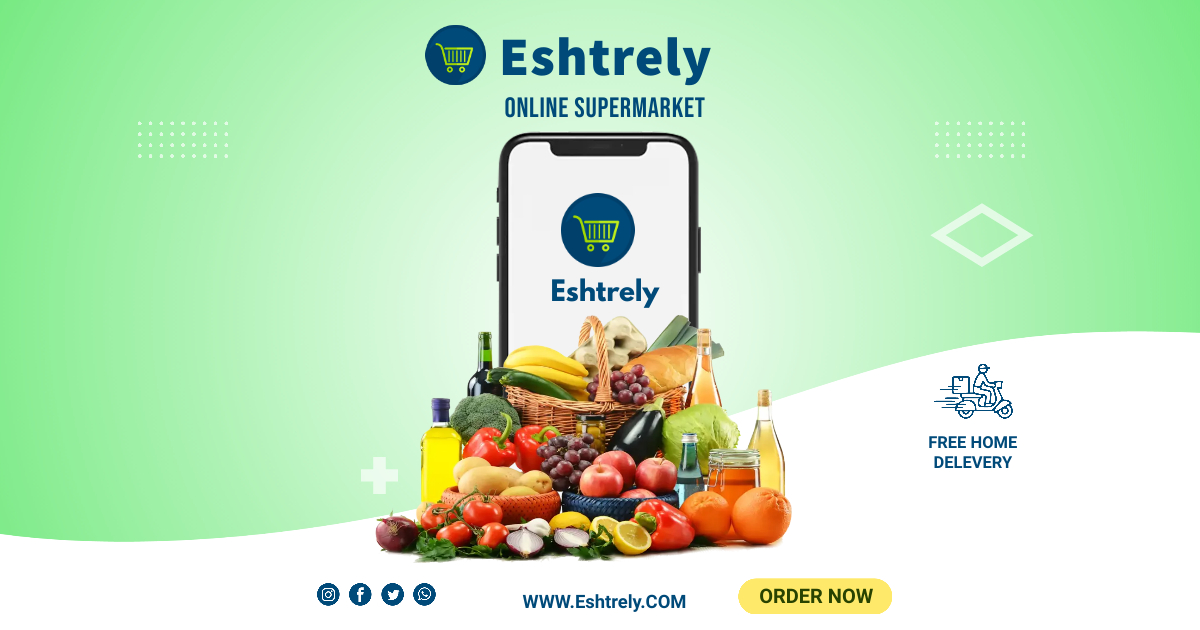 Eshtrely
ONLINE SUPERMARKET
Eshtrely
FREE HOME
DELEVERY
WWW.Eshtrely.COM
ORDER NOW